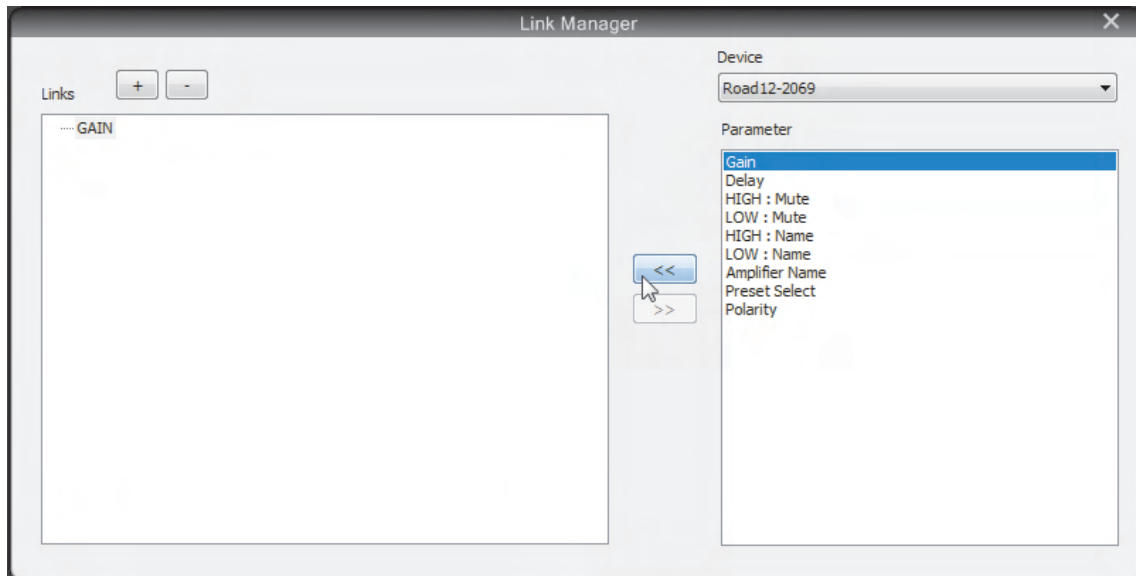 Link Manager
Links
+
-
GAIN
<<
>>
Device
Road12-2069
Parameter
Gain
Delay
HIGH : Mute
LOW : Mute
HIGH : Name
LOW : Name
Amplifier Name
Preset Select
Polarity